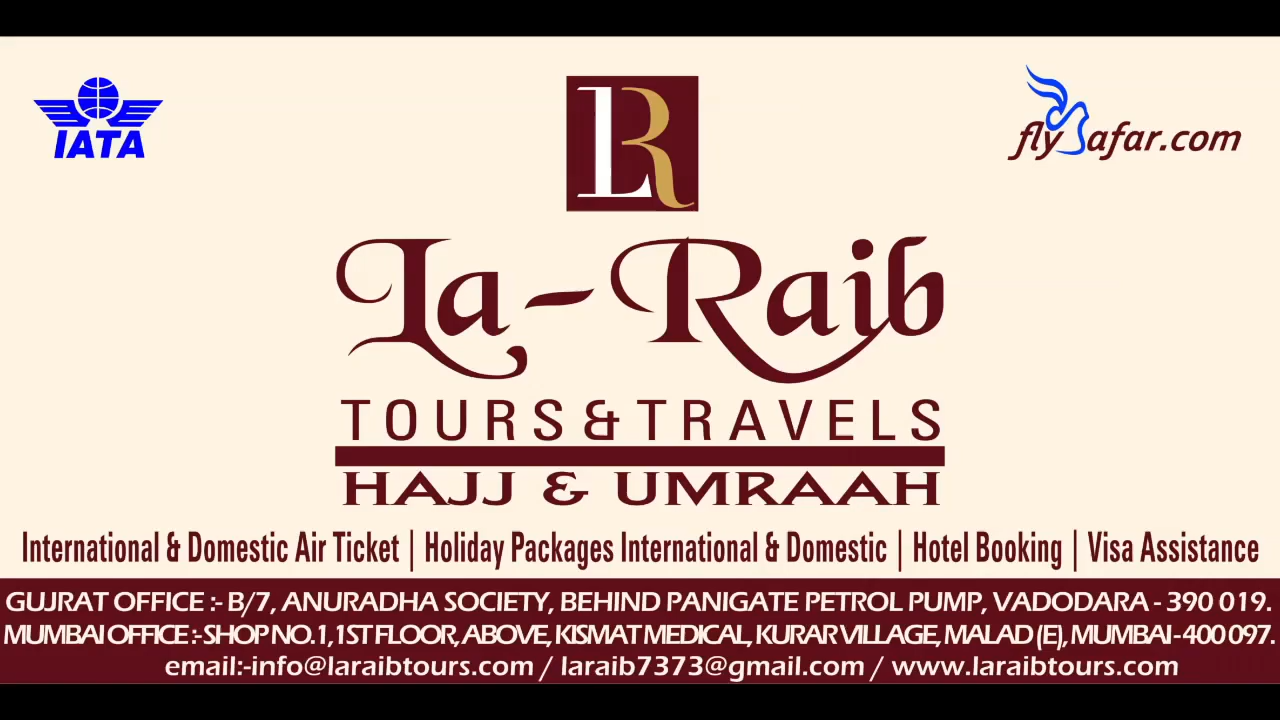 IATA
LR
flySafar.com
La-Raib
TOURS & TRAVELS
HAJJ & UMRAAH
International & Domestic Air Ticket | Holiday Packages International & Domestic | Hotel Booking | Visa Assistance
GUJRAT OFFICE :- B/7, ANURADHA SOCIETY, BEHIND PANIGATE PETROL PUMP, VADODARA - 390 019.
MUMBAI OFFICE :- SHOP NO. 1, 1ST FLOOR, ABOVE, KISMAT MEDICAL, KURAR VILLAGE, MALAD (E), MUMBAI - 400 097.
email:-info@laraibtours.com / laraib7373@gmail.com / www.laraibtours.com